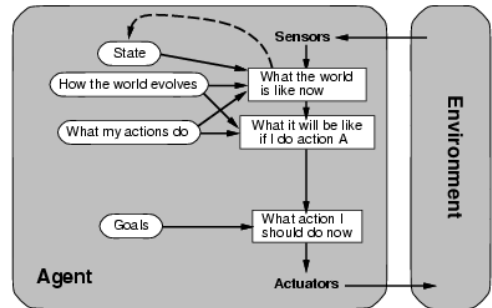 Sensors
State
What the world
is like now
How the world evolves
What my actions do
What it will be like
if I do action A
Goals
What action I
should do now
Agent
Actuators
Environment